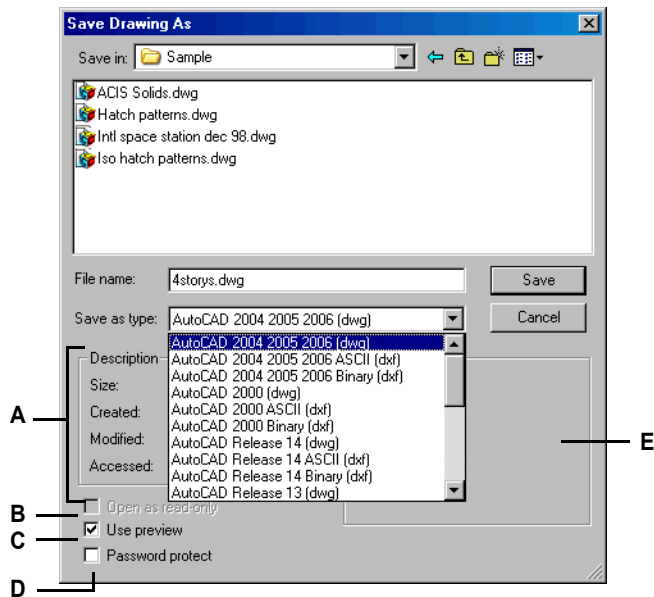 Save Drawing As
Save in: Sample
ACIS Solids.dwg
Hatch patterns.dwg
Intl space station dec 98.dwg
Iso hatch patterns.dwg
File name: 4storys.dwg Save
Save as type: AutoCAD 2004 2005 2006 (dwg) Cancel
AutoCAD 2004 2005 2006 (dwg)
AutoCAD 2004 2005 2006 ASCII (dxf)
AutoCAD 2004 2005 2006 Binary (dxf)
AutoCAD 2000 (dwg)
AutoCAD 2000 ASCII (dxf)
AutoCAD 2000 Binary (dxf)
AutoCAD Release 14 (dwg)
AutoCAD Release 14 ASCII (dxf)
AutoCAD Release 14 Binary (dxf)
AutoCAD Release 13 (dwg)
Description
Size:
Created:
Modified:
Accessed:
Open as read-only
Use preview
Password protect
A
B
C
D
E